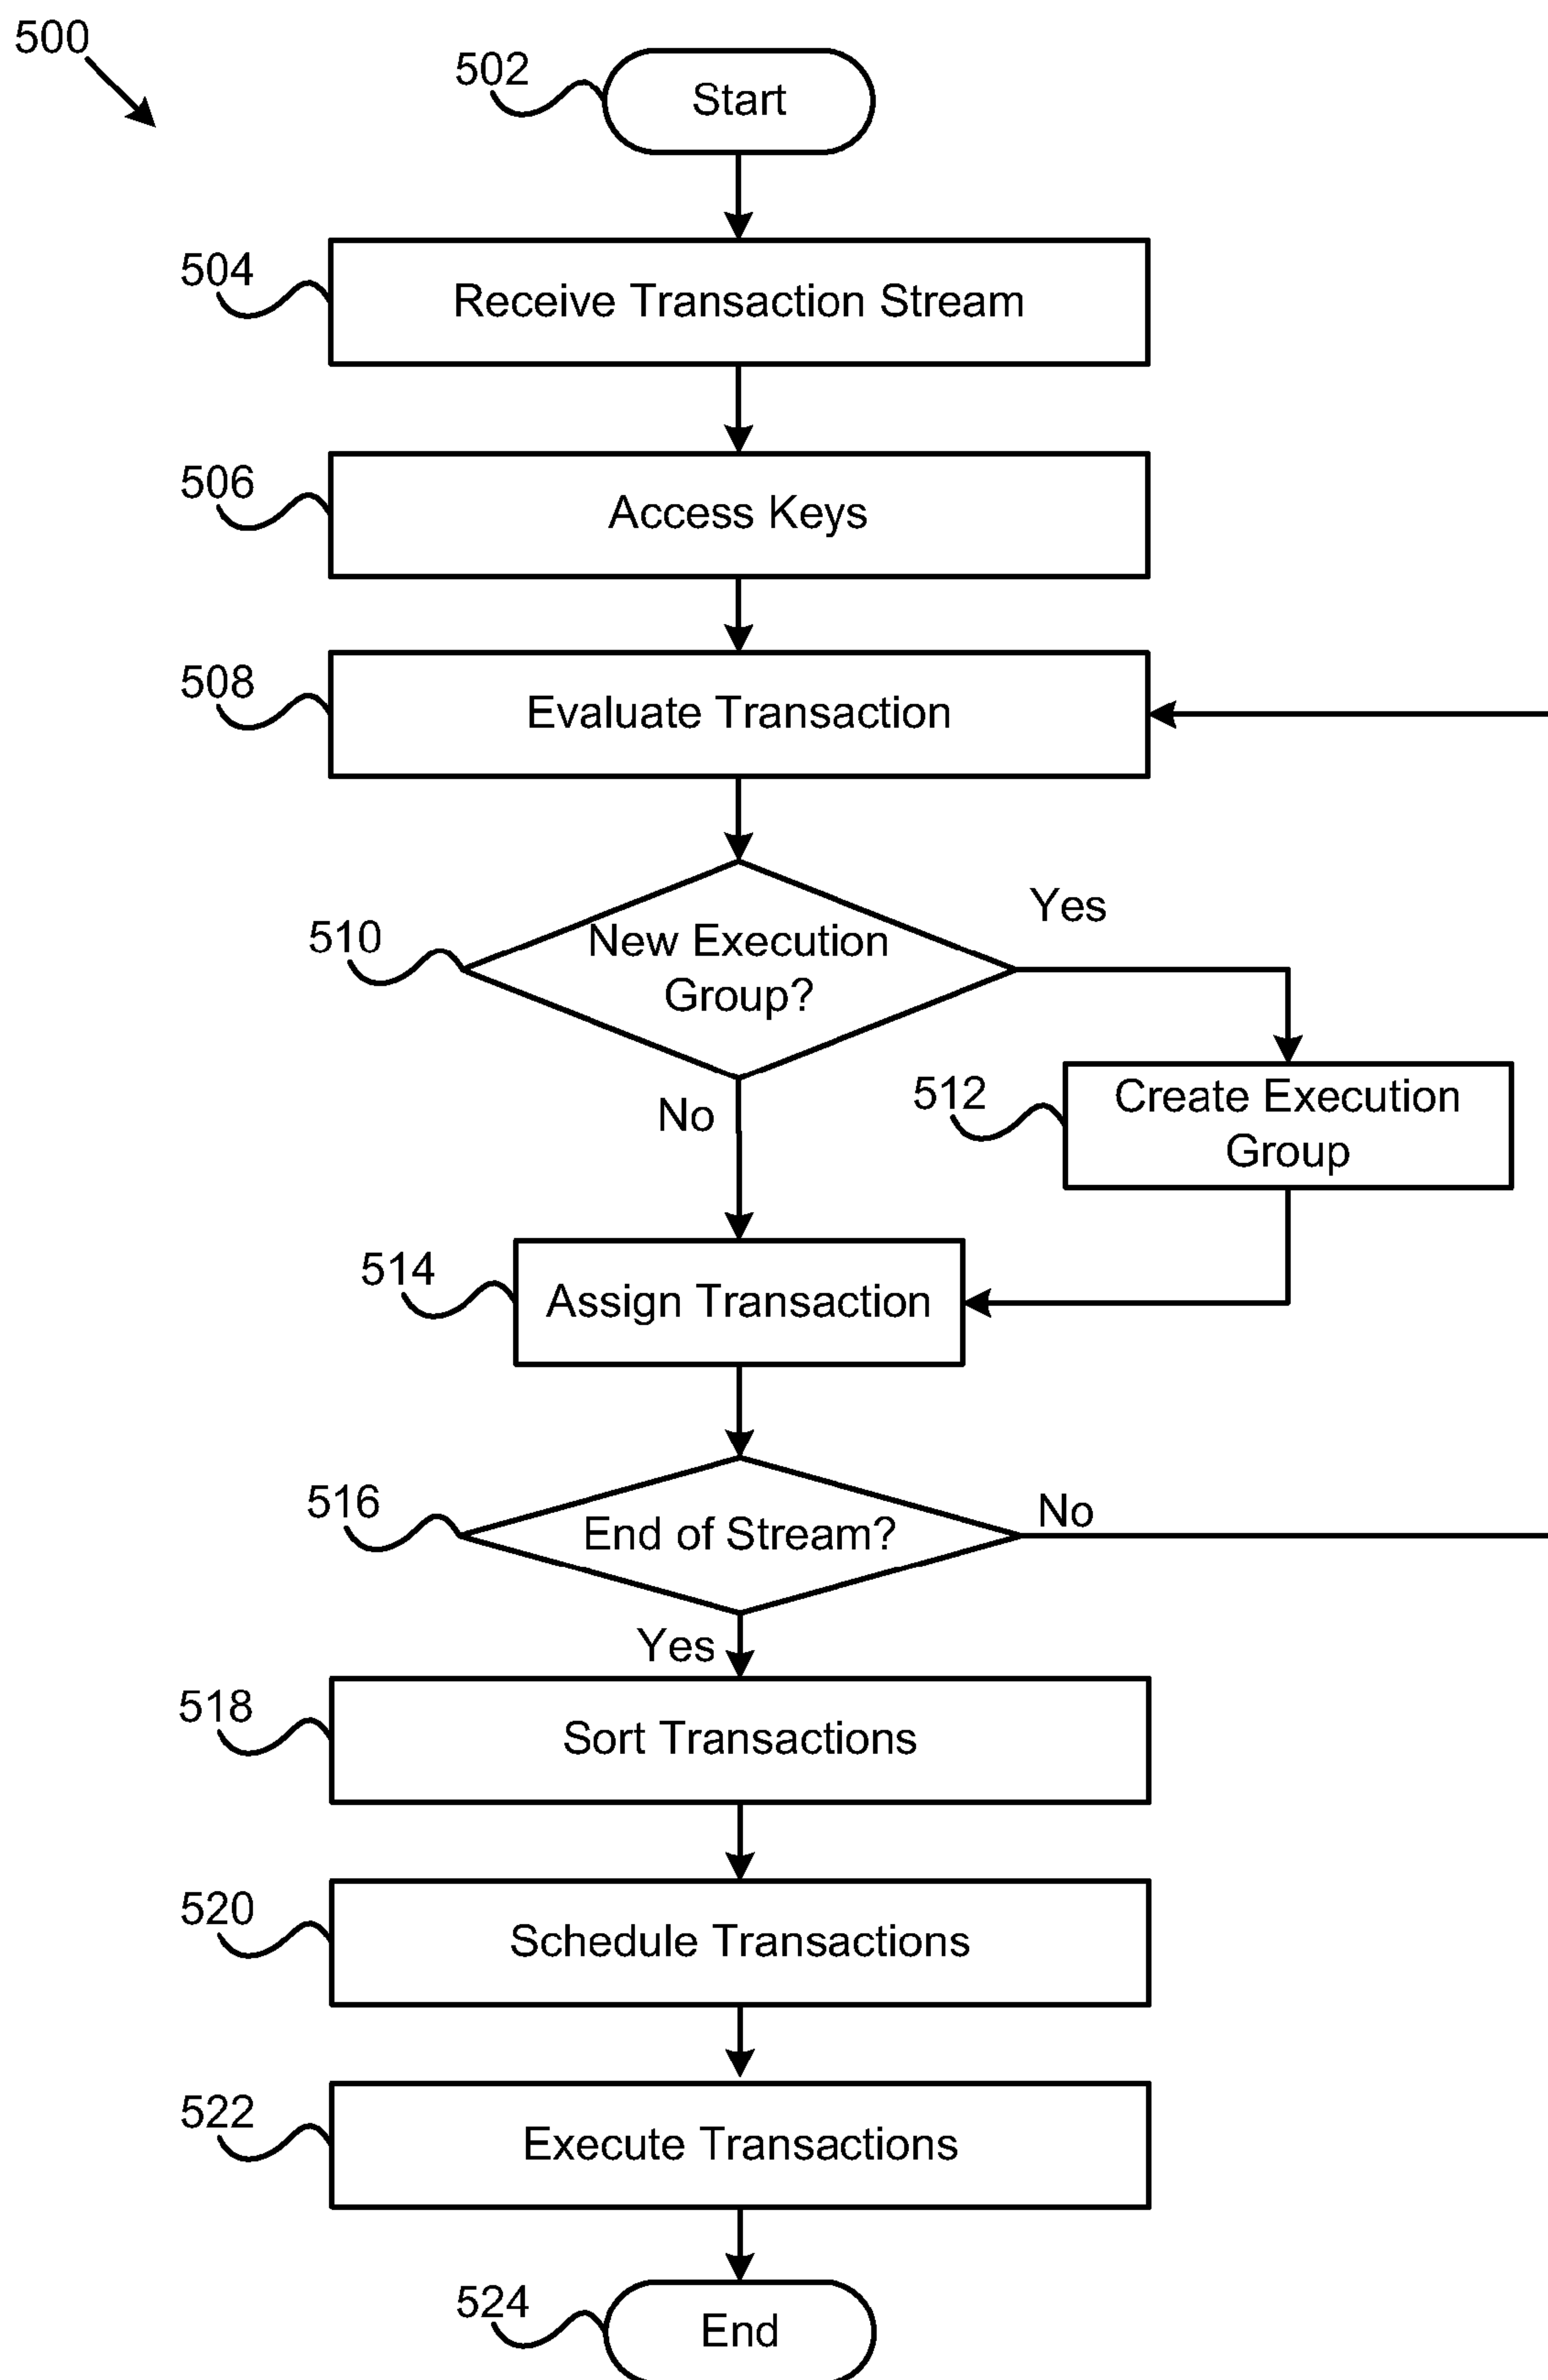 500
502
Start
504
Receive Transaction Stream
506
Access Keys
508
Evaluate Transaction
510
New Execution
Group?
Yes
No
512
Create Execution
Group
514
Assign Transaction
516
End of Stream?
No
Yes
518
Sort Transactions
520
Schedule Transactions
522
Execute Transactions
524
End